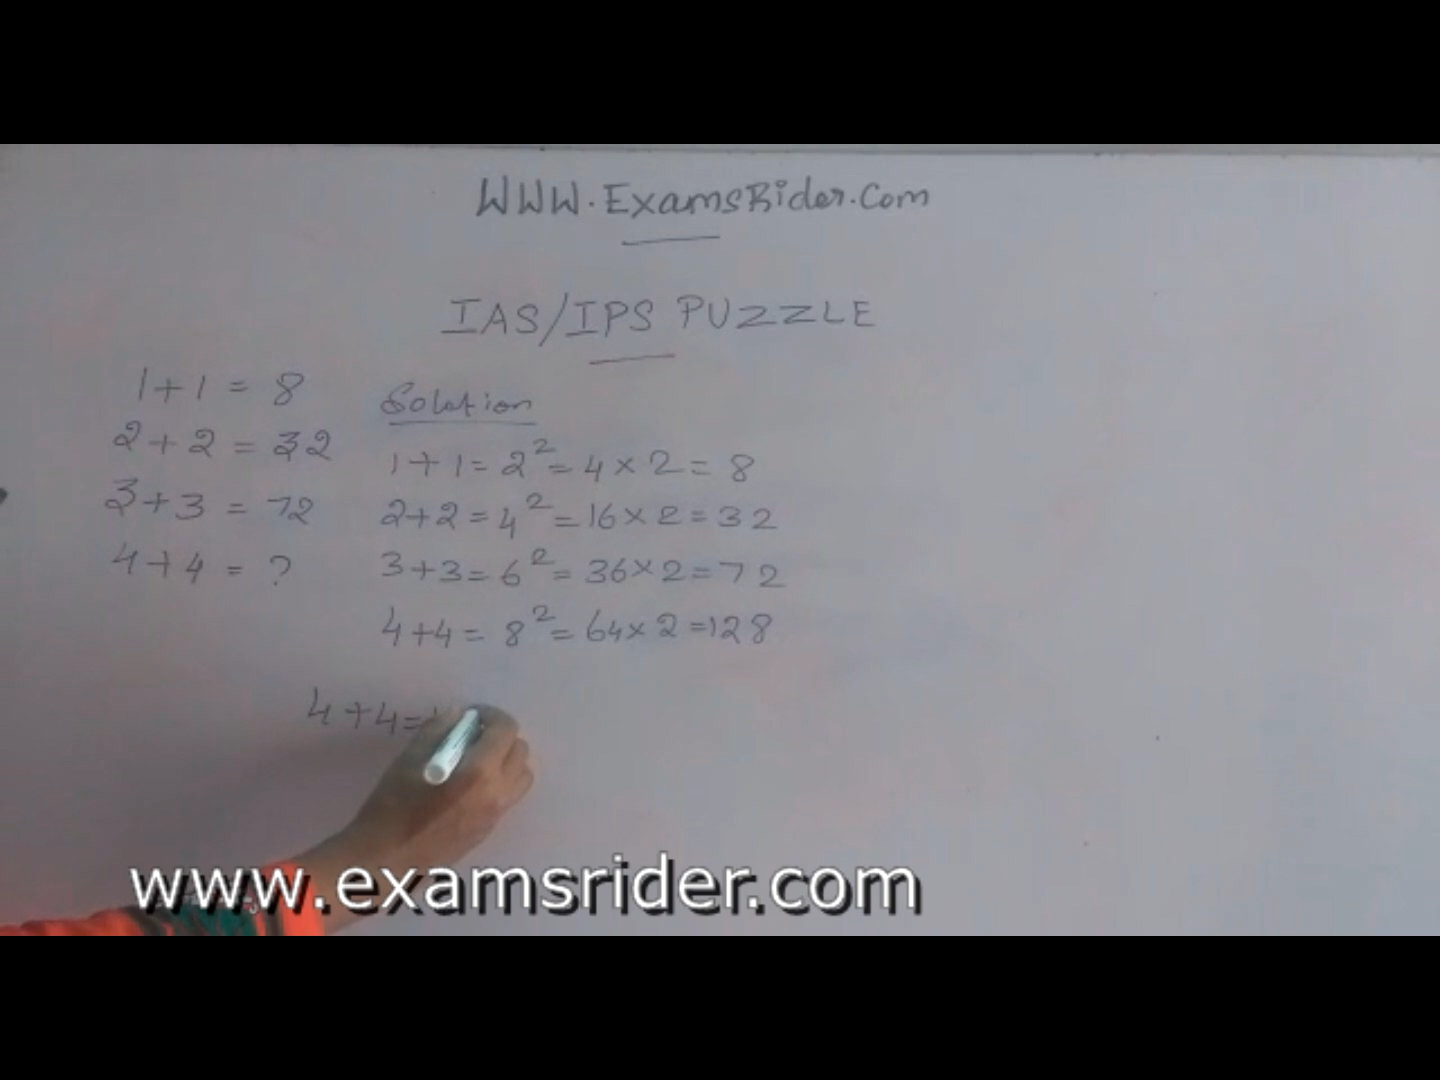 WWW.ExamsRider.Com
IAS/IPS PUZZLE
1+1 = 8
2+2 = 32
3+3 = 72
4+4 = ?
Solution
1+1=2²=4×2=8
2+2=4²=16×2=32
3+3=6²=36×2=72
4+4=8²=64×2=128
4+4=
www.examsrider.com